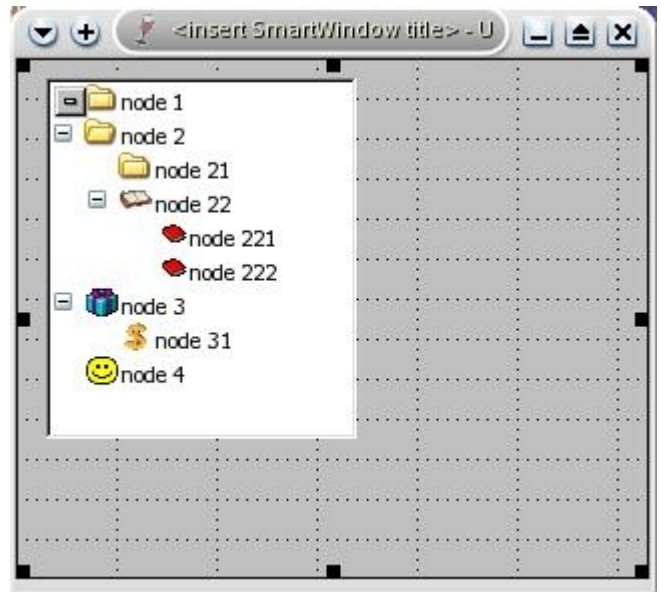 <insert SmartWindow title> - U
node 1
node 2
node 21
node 22
node 221
node 222
node 3
node 31
node 4